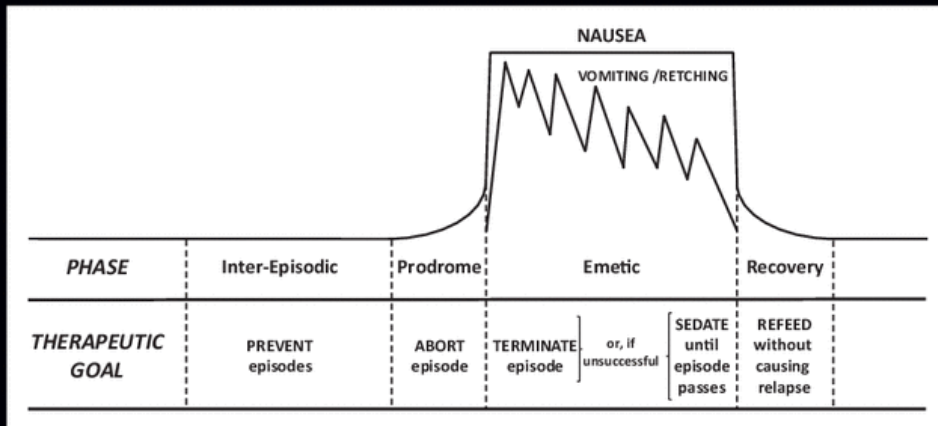 NAUSEA
VOMITING /RETCHING
PHASE
Inter-Episodic
Prodrome
Emetic
Recovery
THERAPEUTIC
GOAL
PREVENT
episodes
ABORT
episode
TERMINATE
episode
or, if
unsuccessful
SEDATE
until
episode
passes
REFEED
without
causing
relapse